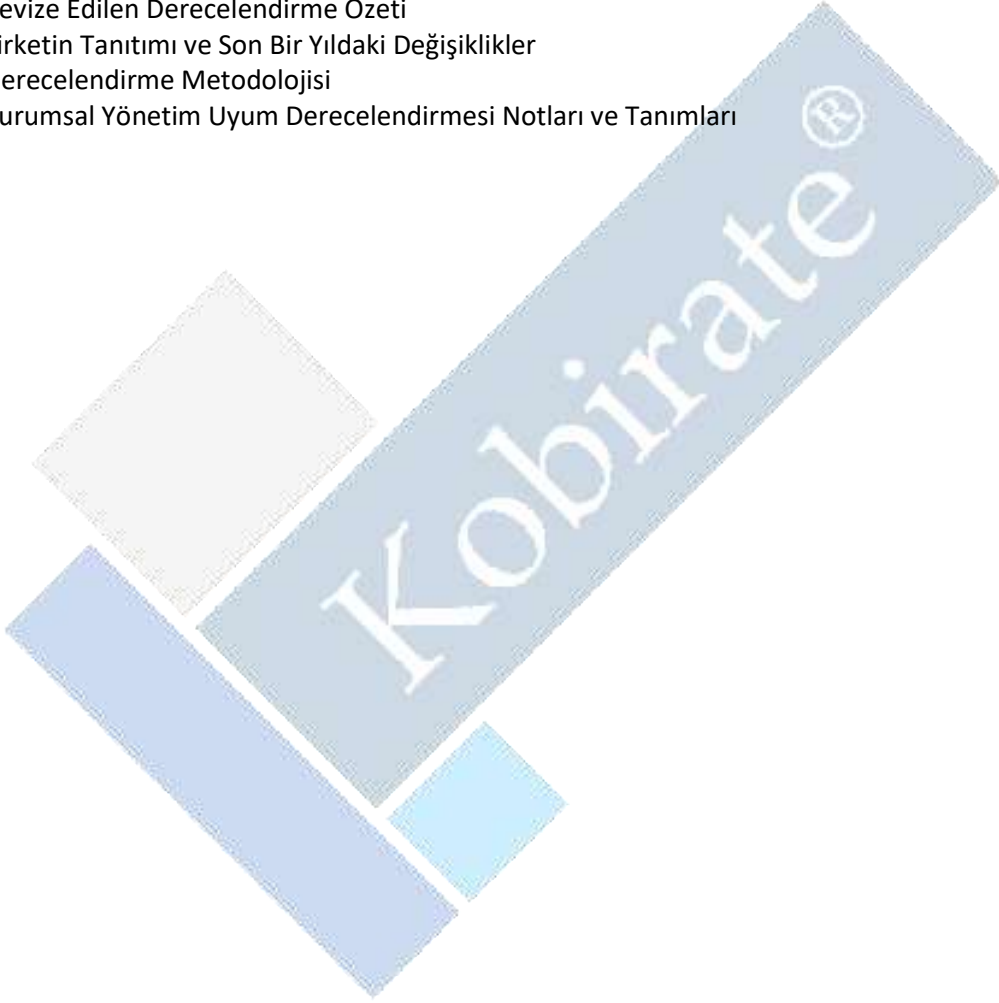 evize Edilen Derecelendirme Özeti
irketin Tanıtımı ve Son Bir Yıldaki Değişiklikler
erecelendirme Metodolojisi
urumsal Yönetim Uyum Derecelendirmesi Notları ve Tanımları
Kobirate ®